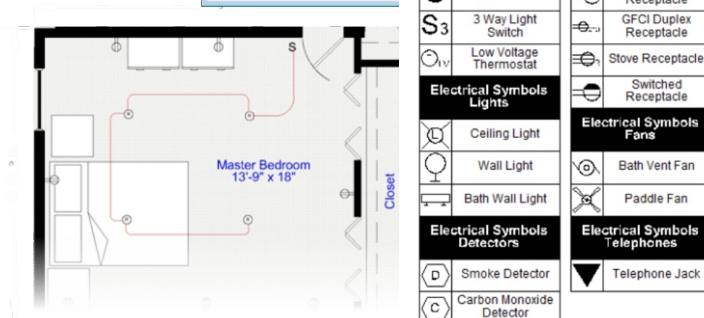 S
Master Bedroom
13'-9" x 18"
Closet
Receptacle
S3
3 Way Light
Switch
GFCI Duplex
Receptacle
Low Voltage
Thermostat
Stove Receptacle
Electrical Symbols
Lights
Switched
Receptacle
Ceiling Light
Electrical Symbols
Fans
Wall Light
Bath Vent Fan
Bath Wall Light
Paddle Fan
Electrical Symbols
Detectors
Electrical Symbols
Telephones
D
Smoke Detector
Telephone Jack
C
Carbon Monoxide
Detector